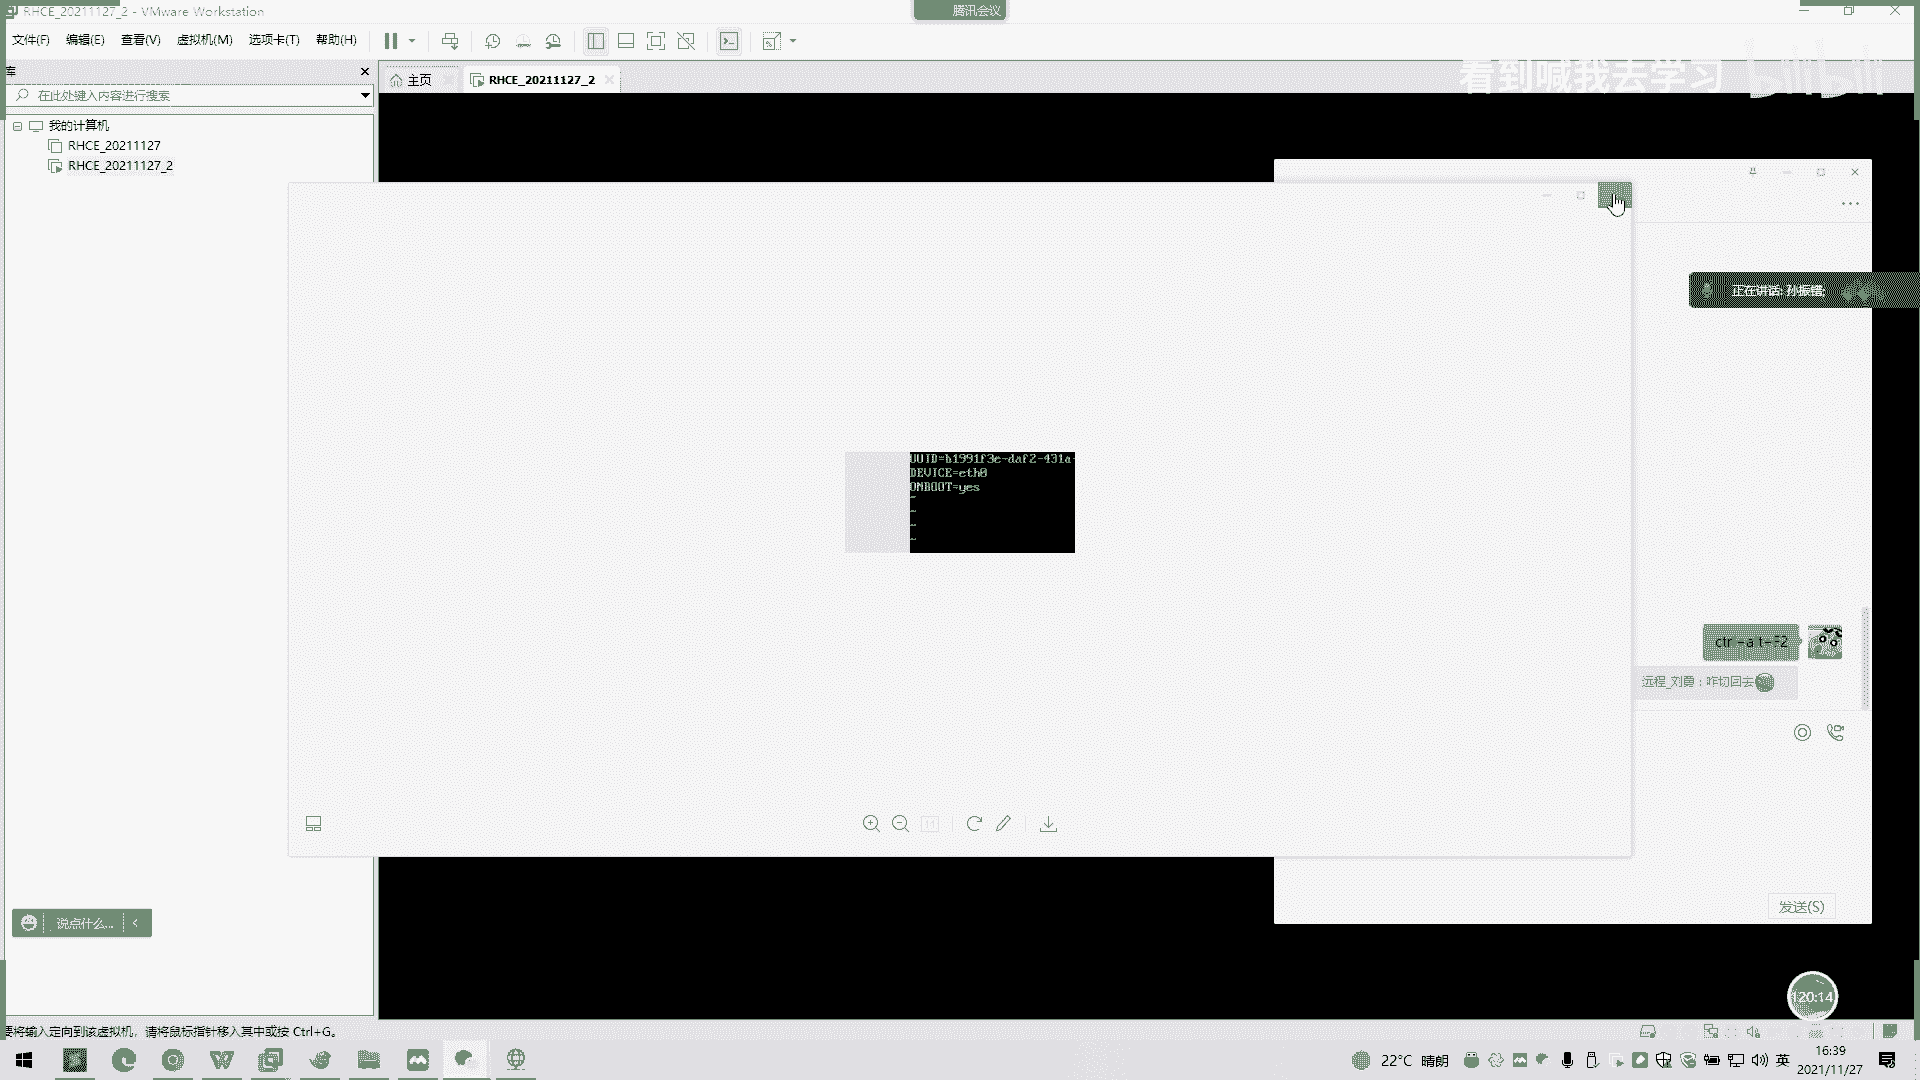 RHCE_20211127_2 - VMware Workstation
腾讯会议
文件(F) 编辑(E) 查看(V) 虚拟机(M) 选项卡(T) 帮助(H)
库
主页
RHCE_20211127_2
看到喊我去学习
bilibili
在此处键入内容进行搜索
我的计算机
RHCE_20211127
RHCE_20211127_2
正在讲话: 孙振
UUID=b1991f3e-daf2-431a-
DEVICE=eth0
ONBOOT=yes
~
~
~
~
远程_刘勇：咋切回去
说点什么...
发送(S)
120:14
要将输入定向到该虚拟机，请将鼠标指针移入其中或按 Ctrl+G。
22°C 晴朗
英
16:39
2021/11/27